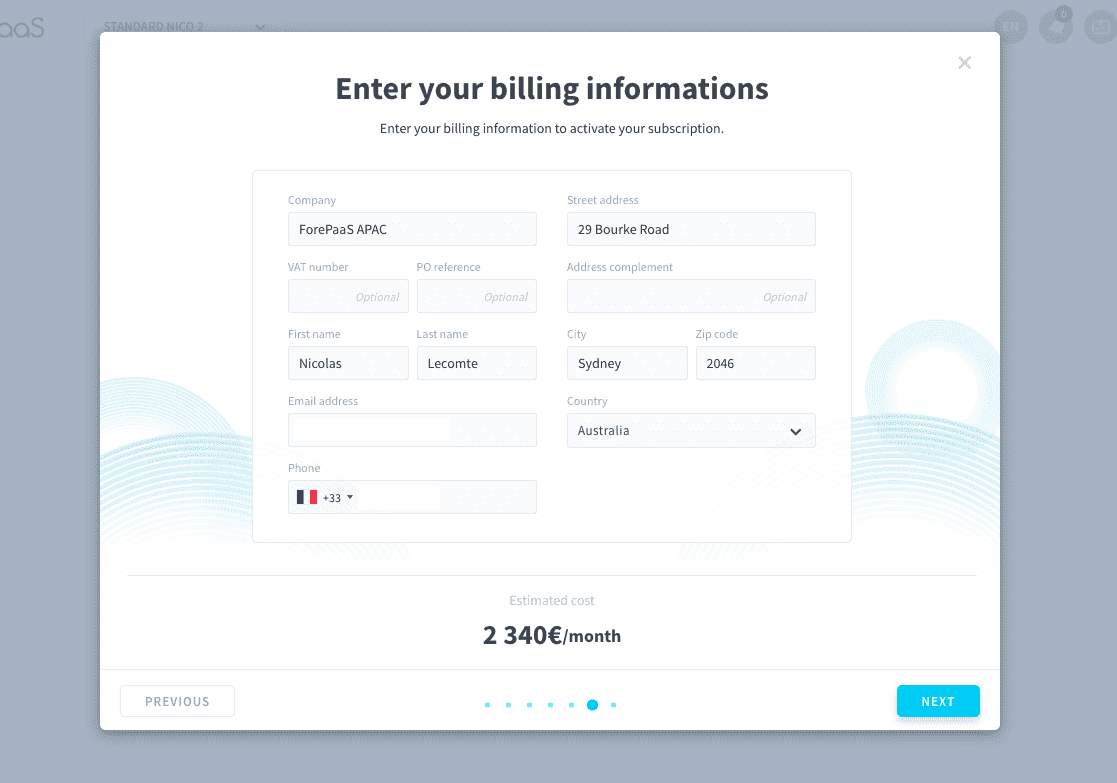 aaS
STANDARD NICO 2
EN
6
Enter your billing informations
Enter your billing information to activate your subscription.
Company
Street address
ForePaaS APAC
29 Bourke Road
VAT number
PO reference
Address complement
Optional
Optional
Optional
First name
Last name
City
Zip code
Nicolas
Lecomte
Sydney
2046
Email address
Country
Australia
Phone
+33
Estimated cost
2 340€/month
PREVIOUS
NEXT